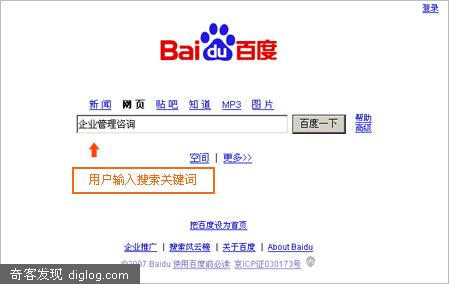 登录
Bai du 百度
新闻 网页 贴吧 知道 MP3 图片
企业管理咨询 百度一下 帮助
高级
空间 | 更多>>
用户输入搜索关键词
把百度设为首页
企业推广 | 搜索风云榜 | 关于百度 | About Baidu
©2007 Baidu 使用百度前必读 京ICP证030173号
奇客发现 diglog.com